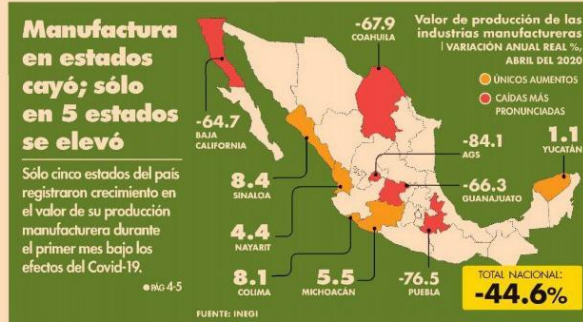 Manufactura
en estados
cayó; sólo
en 5 estados
se elevó
Sólo cinco estados del país
registraron crecimiento en
el valor de su producción
manufacturera durante
el primer mes bajo los
efectos del Covid-19.
PÁG 4-5
Valor de producción de las
industrias manufactureras
| VARIACIÓN ANUAL REAL %,
ABRIL DEL 2020
ÚNICOS AUMENTOS
CAÍDAS MÁS
PRONUNCIADAS
-67.9
COAHUILA
-64.7
BAJA
CALIFORNIA
-84.1
AGS
1.1
YUCATÁN
8.4
SINALOA
-66.3
GUANAJUATO
4.4
NAYARIT
8.1
COLIMA
5.5
MICHOACÁN
-76.5
PUEBLA
TOTAL NACIONAL:
-44.6%
FUENTE: INEGI